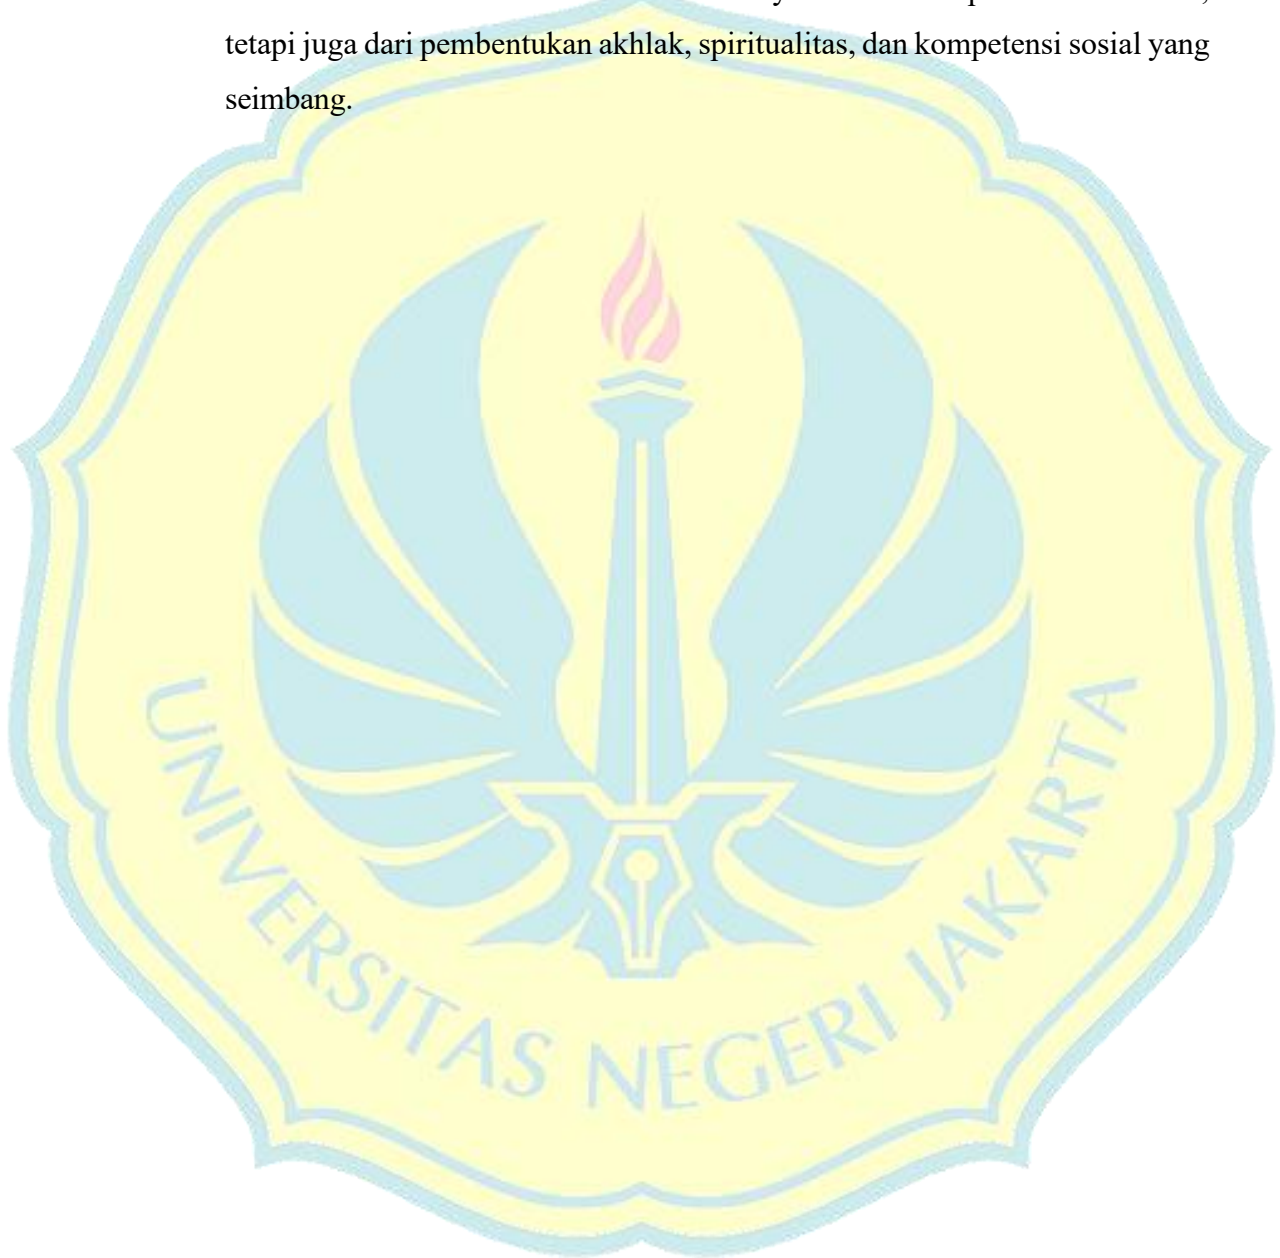 tetapi juga dari pembentukan akhlak, spiritualitas, dan kompetensi sosial yang
seimbang.
UNIVERSITAS NEGERI JAKARTA